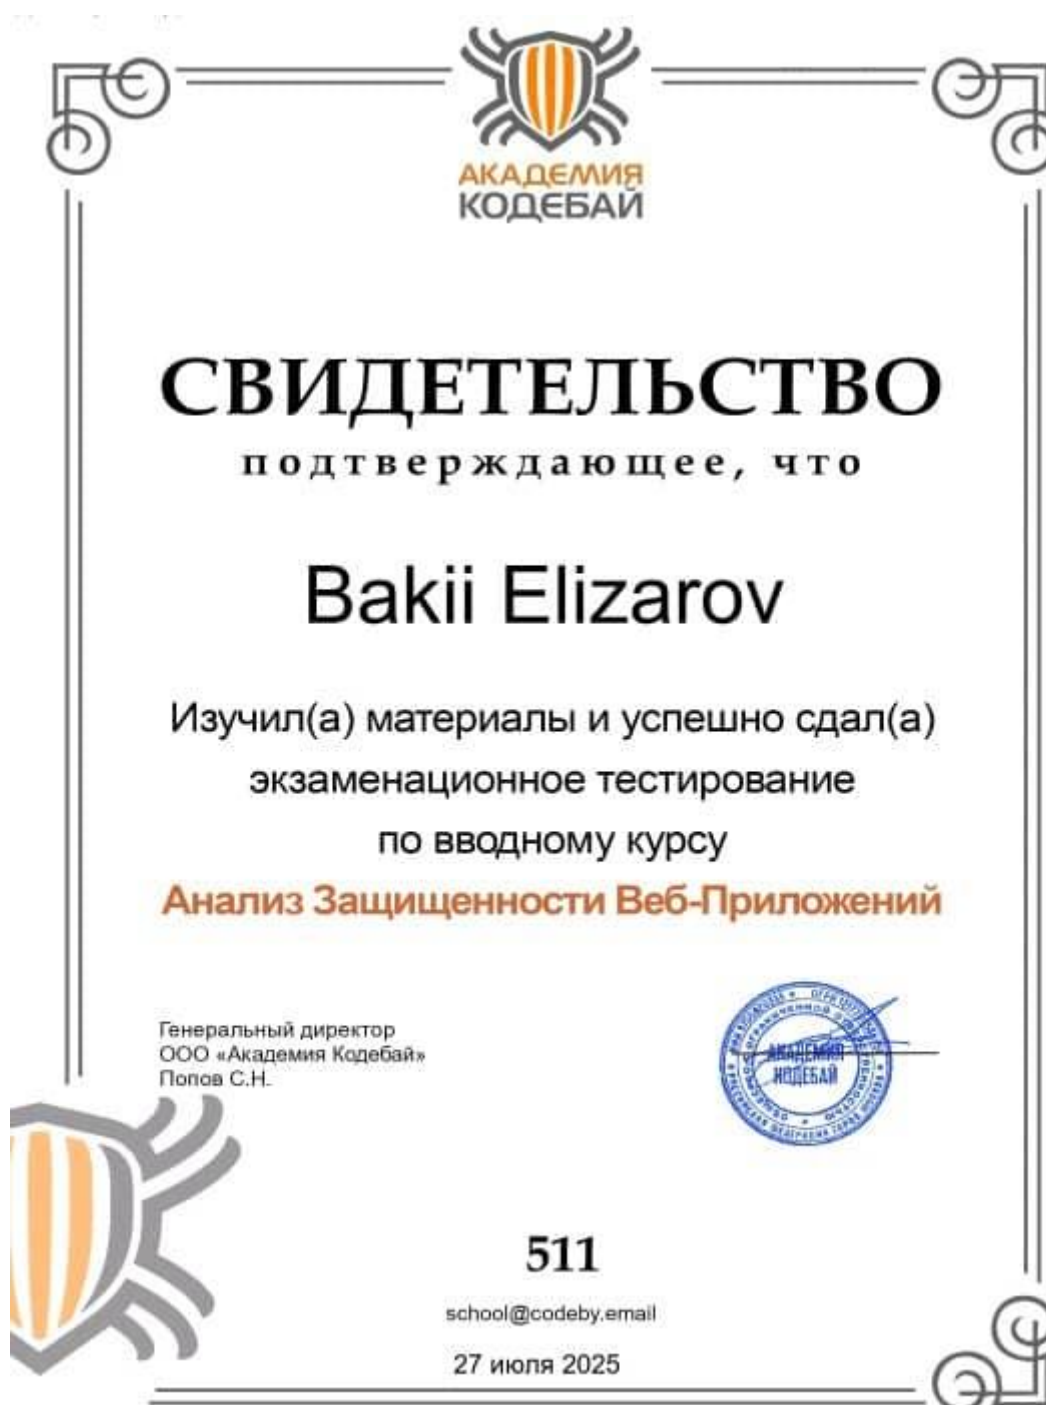 АКАДЕМИЯ
КОДЕБАЙ
СВИДЕТЕЛЬСТВО
подтверждающее, что
Bakii Elizarov
Изучил(а) материалы и успешно сдал(а)
экзаменационное тестирование
по вводному курсу
Анализ Защищенности Веб-Приложений
Генеральный директор
ООО «Академия Кодебай»
Попов С.Н.
АКАДЕМИЯ
КОДЕБАЙ
511
school@codeby.email
27 июля 2025